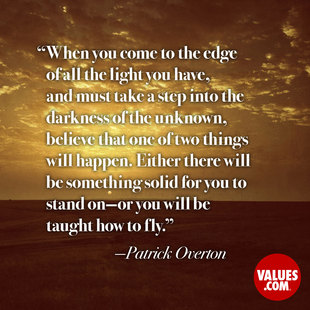 “When you come to the edge
of all the light you have,
and must take a step into the
darkness of the unknown,
believe that one of two things
will happen. Either there will
be something solid for you to
stand on—or you will be
taught how to fly.”
—Patrick Overton
VALUES
.COM